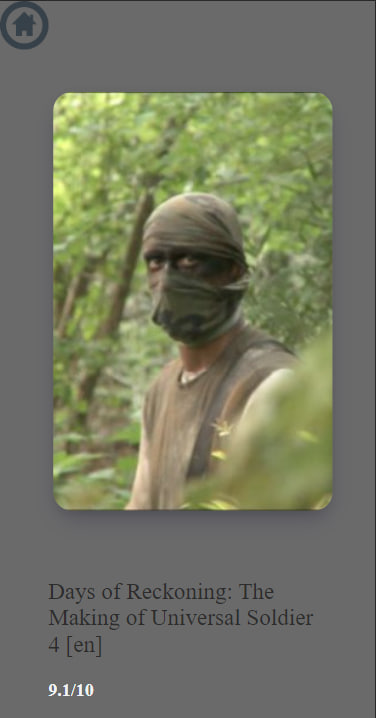 Days of Reckoning: The
Making of Universal Soldier
4 [en]
9.1/10